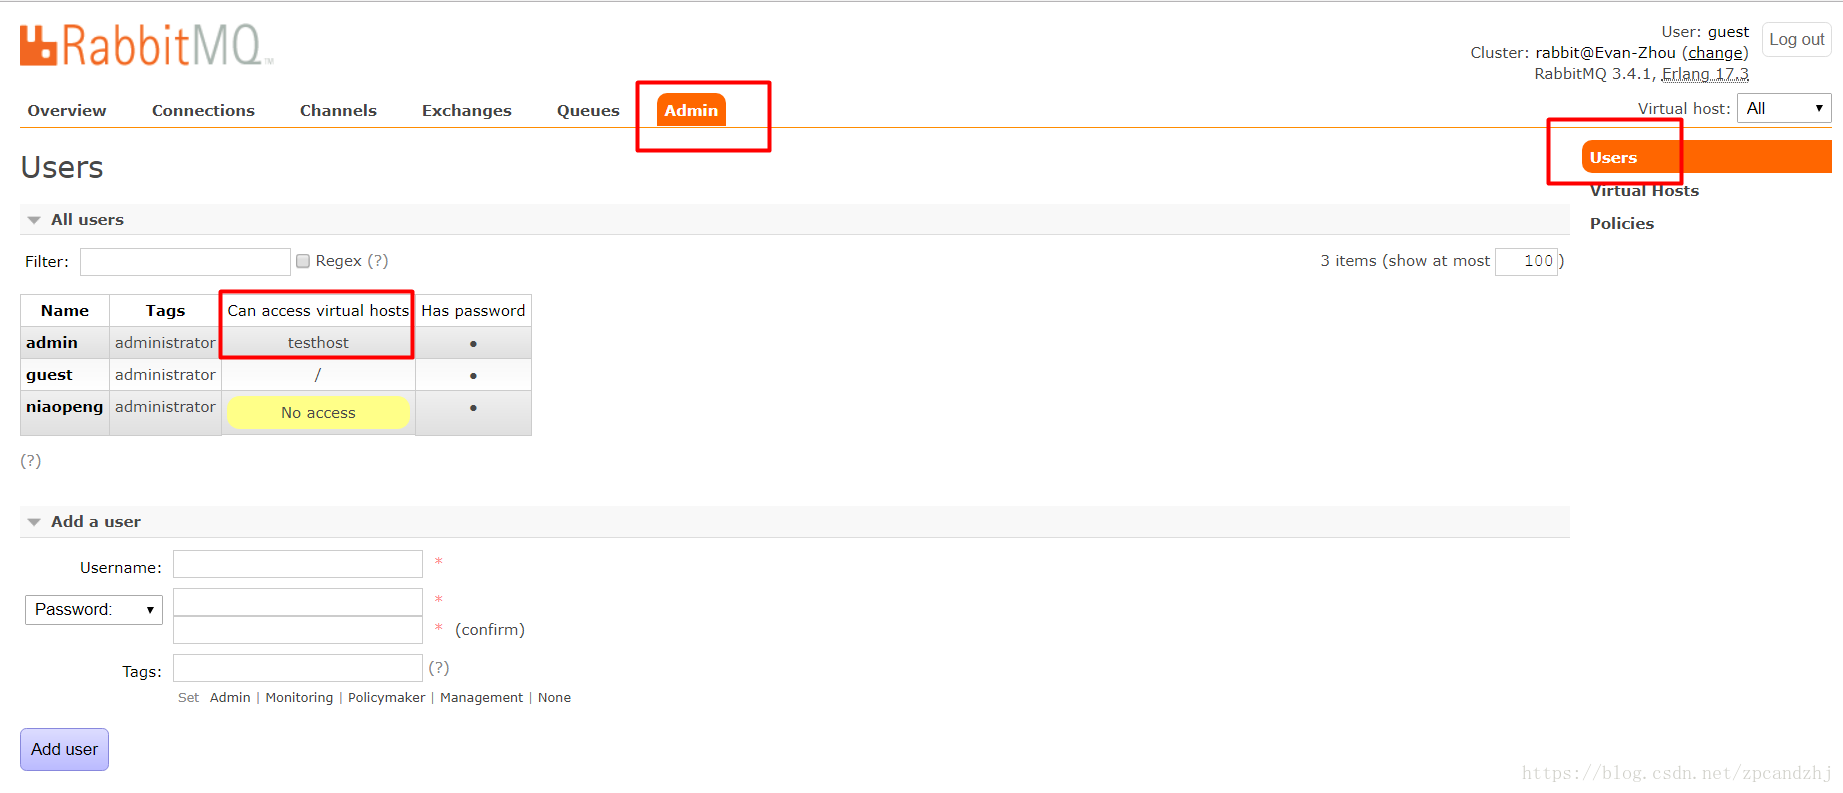 RabbitMQ™
User: guest
Log out
Cluster: rabbit@Evan-Zhou (change)
RabbitMQ 3.4.1, Erlang 17.3
Overview Connections Channels Exchanges Queues Admin
Virtual host: All
Users
Users
Virtual Hosts
Policies
All users
Filter: Regex (?) 3 items (show at most 100)
Name Tags Can access virtual hosts Has password
admin administrator testhost •
guest administrator / •
niaopeng administrator No access •
(?)
Add a user
Username: *
Password: *
* (confirm)
Tags: (?)
Set Admin | Monitoring | Policymaker | Management | None
Add user
https://blog.csdn.net/zpcandzhj